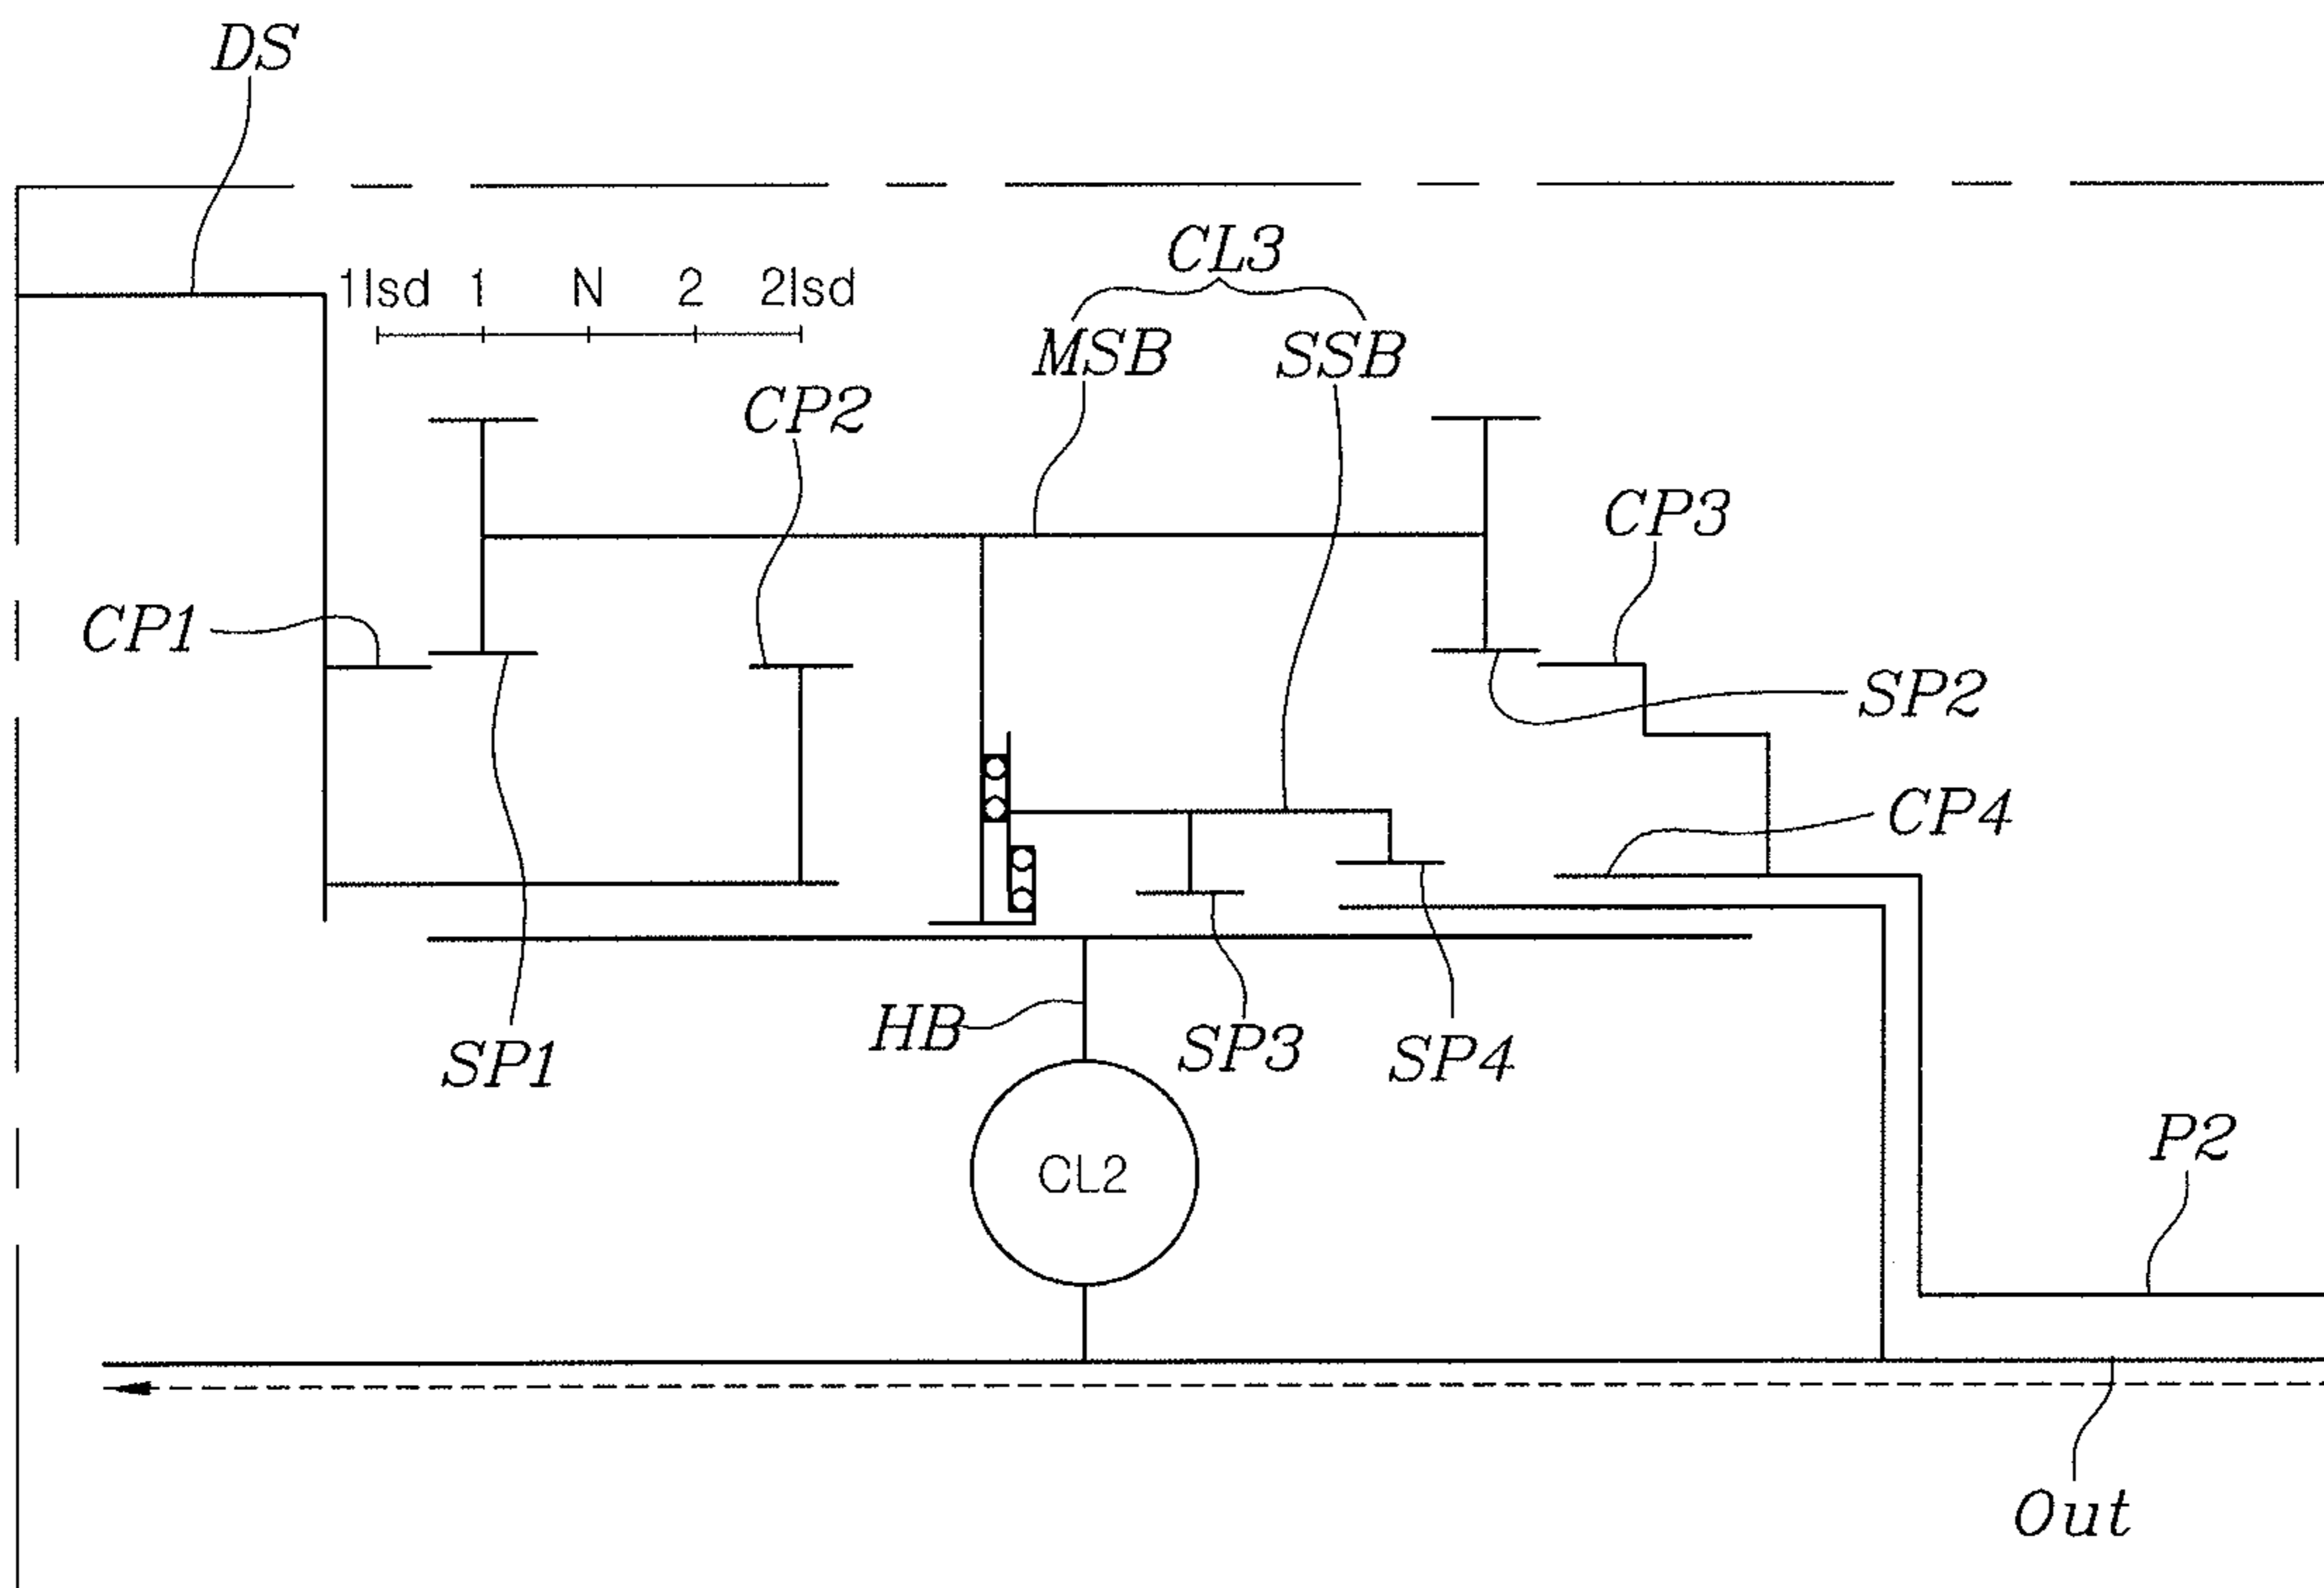 DS
CL3
1lsd 1 N 2 2lsd
MSB SSB
CP2
CP3
CP1
SP2
CP4
HB
SP3
SP4
SP1
P2
CL2
Out